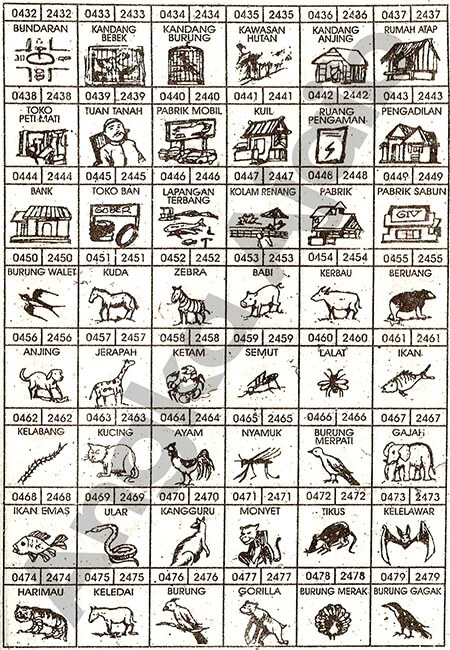 0432 2432 0433 2433 0434 2434 0435 2435 0436 2436 0437 2437
BUNDARAN KANDANG BEBEK KANDANG BURUNG KAWASAN HUTAN KANDANG ANJING RUMAH ATAP
0438 2438 0439 2439 0440 2440 0441 2441 0442 2442 0443 2443
TOKO PETI MATI TUAN TANAH PABRIK MOBIL KUIL RUANG PENGAMAN PENGADILAN
0444 2444 0445 2445 0446 2446 0447 2447 0448 2448 0449 2449
BANK TOKO BAN LAPANGAN TERBANG KOLAM RENANG PABRIK PABRIK SABUN
GOBER GIV
0450 2450 0451 2451 0452 2452 0453 2453 0454 2454 0455 2455
BURUNG WALET KUDA ZEBRA BABI KERBAU BERUANG
0456 2456 0457 2457 0458 2458 0459 2459 0460 2460 0461 2461
ANJING JERAPAH KETAM SEMUT LALAT IKAN
0462 2462 0463 2463 0464 2464 0465 2465 0466 2466 0467 2467
KELABANG KUCING AYAM NYAMUK BURUNG MERPATI GAJAH
0468 2468 0469 2469 0470 2470 0471 2471 0472 2472 0473 2473
IKAN EMAS ULAR KANGGURU MONYET TIKUS KELELAWAR
0474 2474 0475 2475 0476 2476 0477 2477 0478 2478 0479 2479
HARIMAU KELEDAI BURUNG GORILLA BURUNG MERAK BURUNG GAGAK